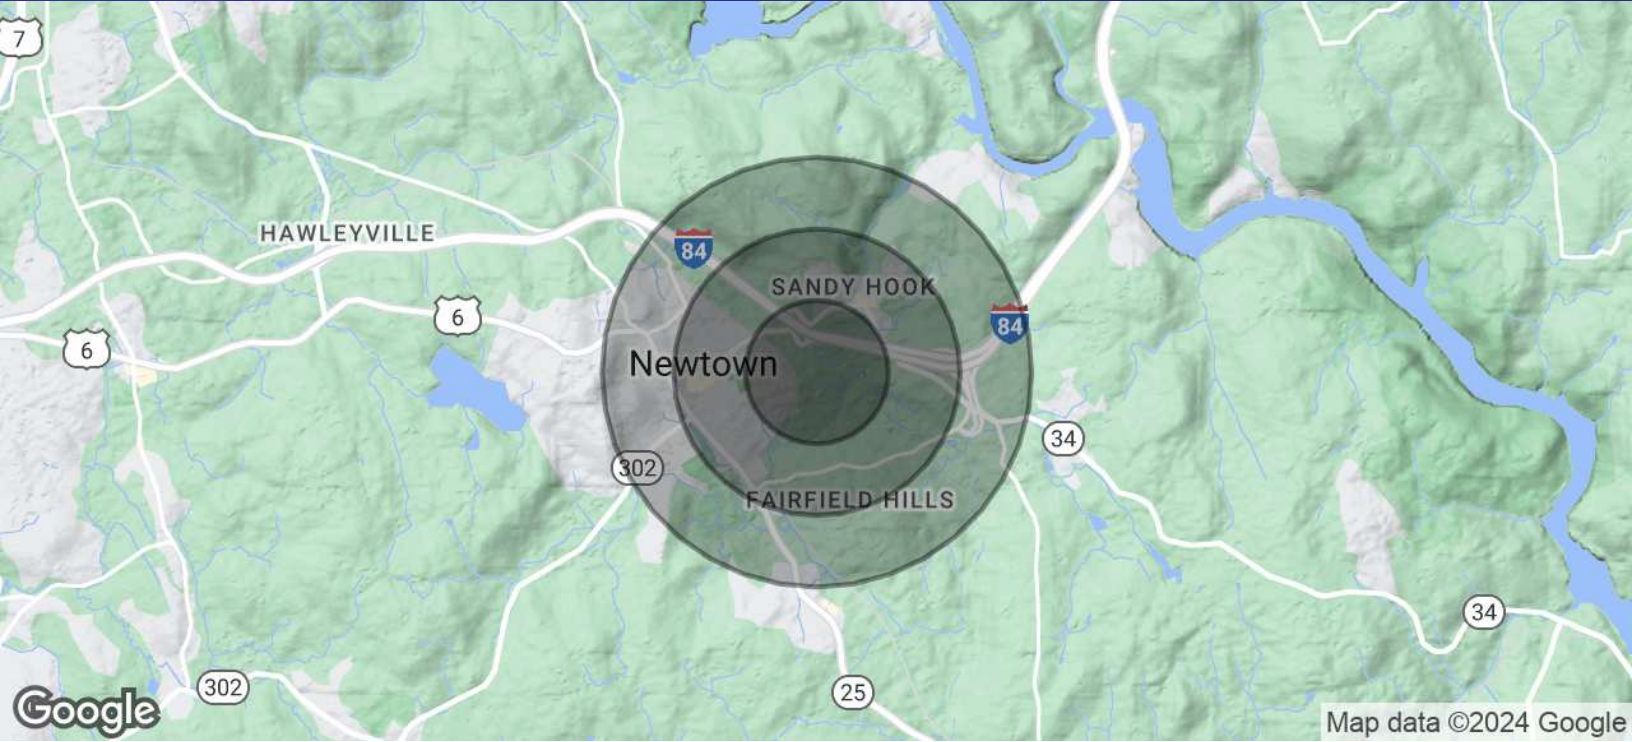 7
HAWLEYVILLE
84
SANDY HOOK
6
84
6
Newtown
34
302
FAIRFIELD HILLS
34
302
25
Google
Map data ©2024 Google